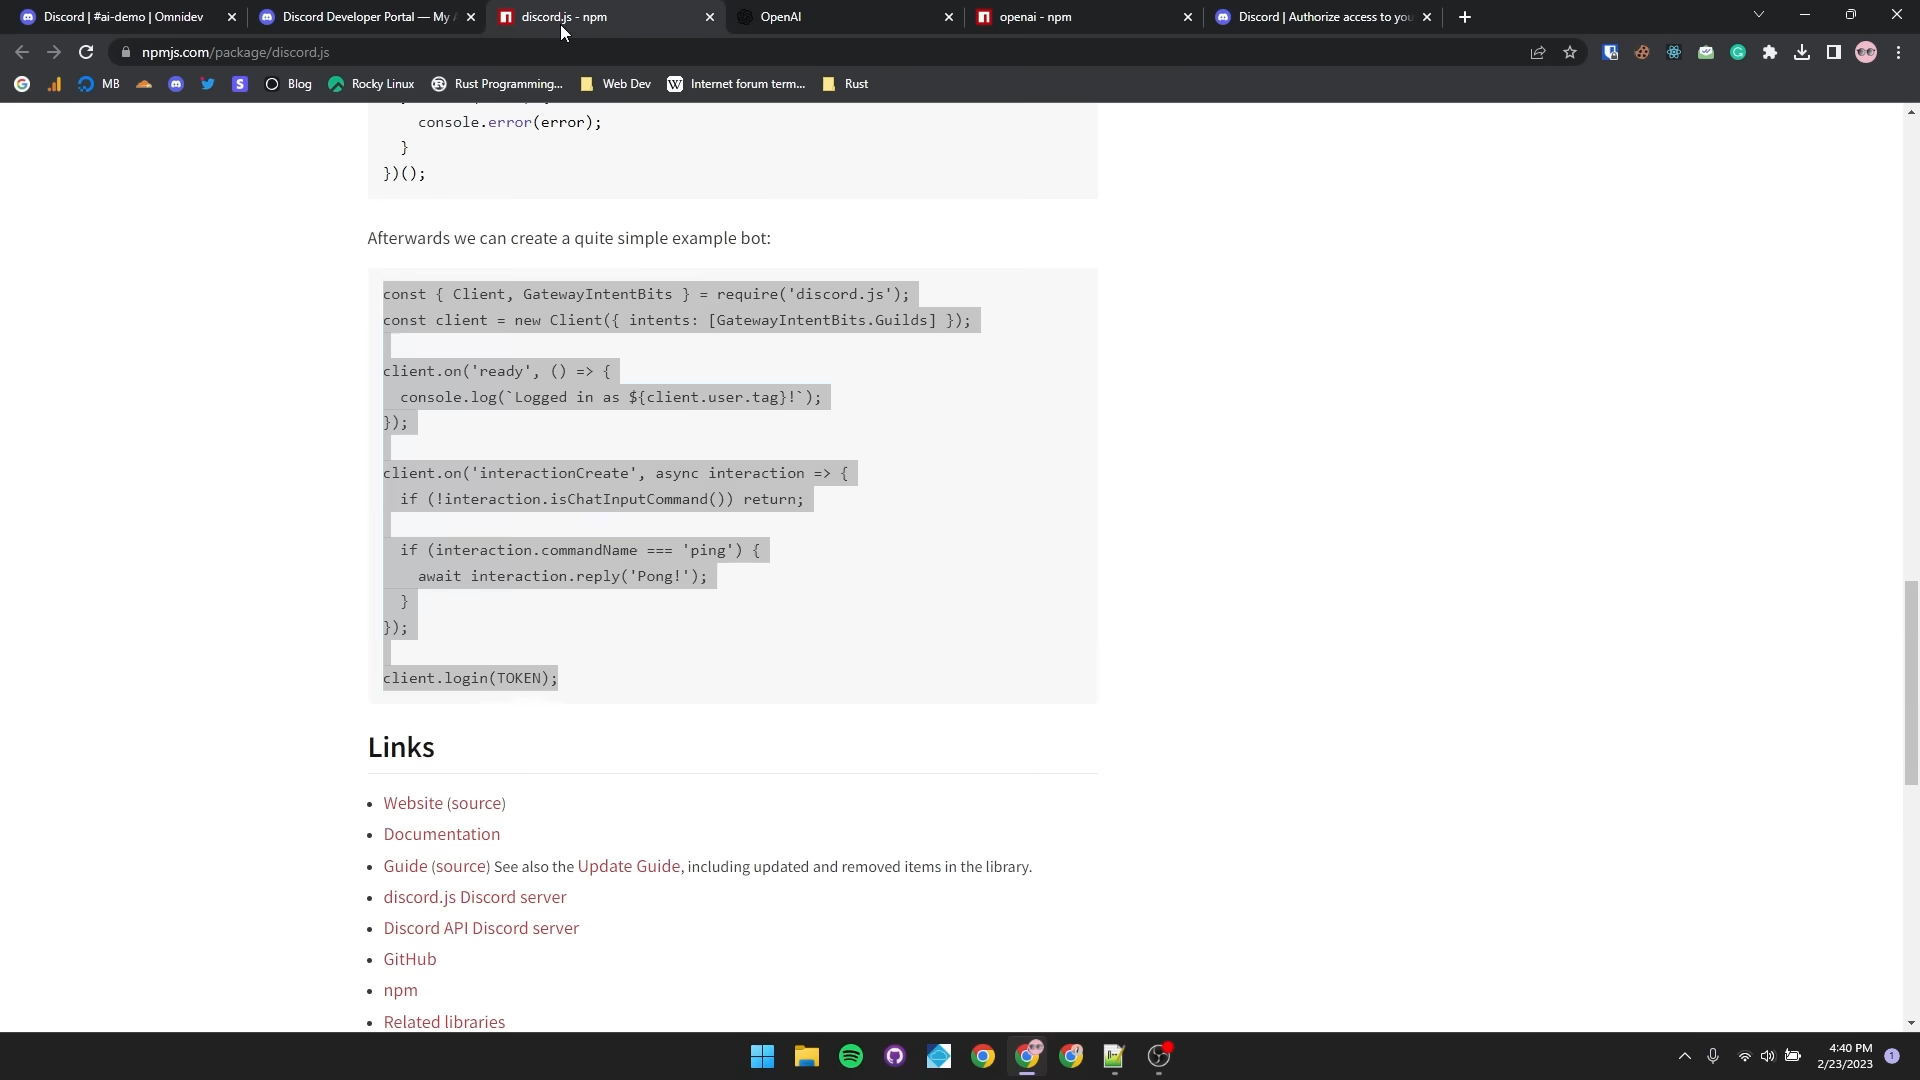 Discord | #ai-demo | Omnidev
Discord Developer Portal — My A
discord.js - npm
OpenAI
openai - npm
Discord | Authorize access to you
npmjs.com/package/discord.js
MB
Blog
Rocky Linux
Rust Programming...
Web Dev
Internet forum term...
Rust
console.error(error);
}
})();
Afterwards we can create a quite simple example bot:
const { Client, GatewayIntentBits } = require('discord.js');
const client = new Client({ intents: [GatewayIntentBits.Guilds] });
client.on('ready', () => {
console.log(`Logged in as ${client.user.tag}!`);
});
client.on('interactionCreate', async interaction => {
if (!interaction.isChatInputCommand()) return;
if (interaction.commandName === 'ping') {
await interaction.reply('Pong!');
}
});
client.login(TOKEN);
Links
• Website (source)
• Documentation
• Guide (source) See also the Update Guide, including updated and removed items in the library.
• discord.js Discord server
• Discord API Discord server
• GitHub
• npm
• Related libraries
4:40 PM
2/23/2023
1